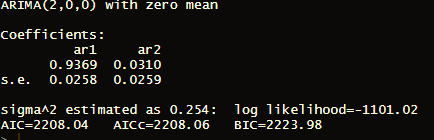 ARIMA(2,0,0) with zero mean
Coefficients:
ar1 ar2
0.9369 0.0310
s.e. 0.0258 0.0259
sigma^2 estimated as 0.254: log likelihood=-1101.02
AIC=2208.04 AICc=2208.06 BIC=2223.98